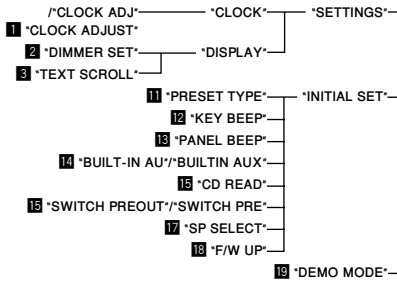 /"CLOCK ADJ" "CLOCK" "SETTINGS"
1 "CLOCK ADJUST"
2 "DIMMER SET" "DISPLAY"
3 "TEXT SCROLL"
11 "PRESET TYPE" "INITIAL SET"
12 "KEY BEEP"
13 "PANEL BEEP"
14 "BUILT-IN AU"/"BUILTIN AUX"
15 "CD READ"
15 "SWITCH PREOUT"/"SWITCH PRE"
17 "SP SELECT"
18 "F/W UP"
19 "DEMO MODE"